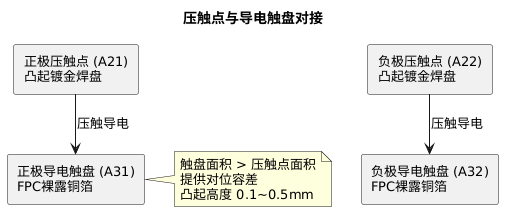 压触点与导电触盘对接
正极压触点 (A21)
凸起镀金焊盘
负极压触点 (A22)
凸起镀金焊盘
压触导电
压触导电
正极导电触盘 (A31)
FPC裸露铜箔
触盘面积 > 压触点面积
提供对位容差
凸起高度 0.1~0.5mm
负极导电触盘 (A32)
FPC裸露铜箔